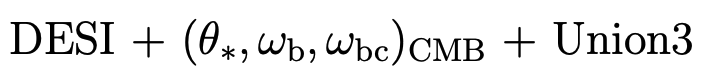 DESI + (θ∗, ωb, ωbc)CMB + Union3